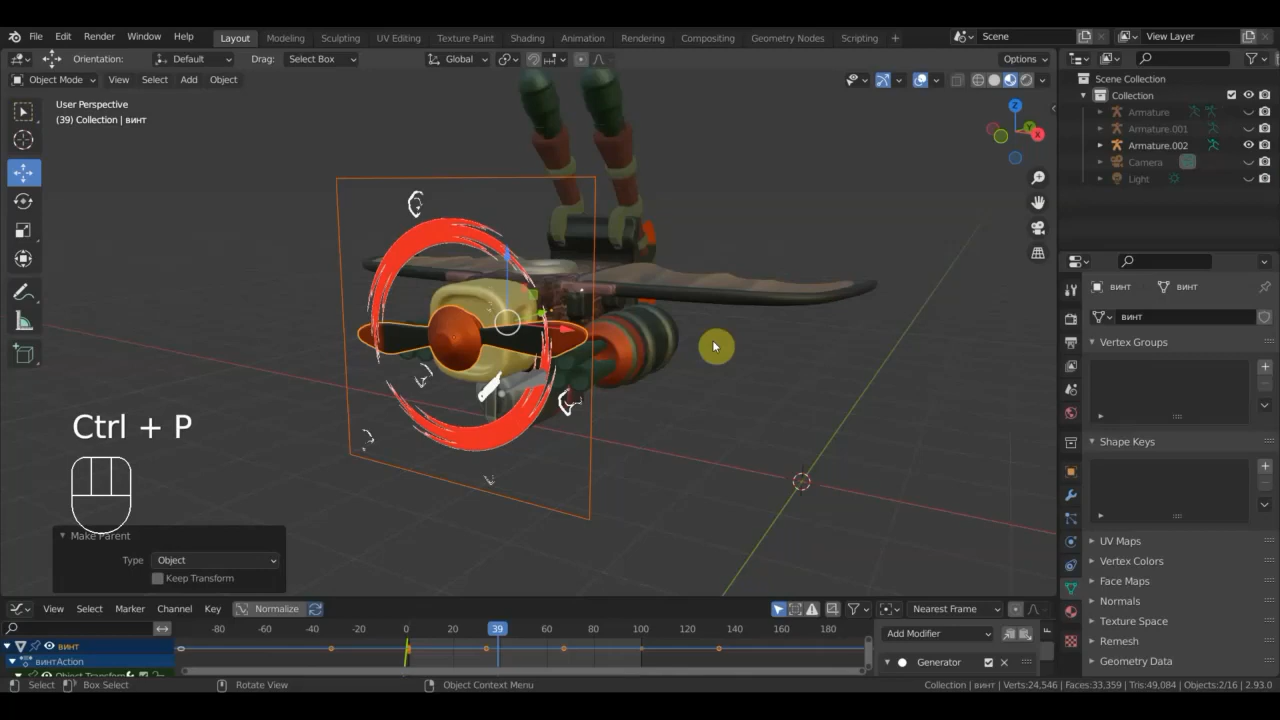 File Edit Render Window Help Layout Modeling Sculpting UV Editing Texture Paint Shading Animation Rendering Compositing Geometry Nodes Scripting + Scene View Layer
Orientation: Default Drag: Select Box Global Options
Object Mode View Select Add Object
User Perspective
(39) Collection | винт
Scene Collection
Collection
Armature
Armature.001
Armature.002
Camera
Light
винт винт
винт
Vertex Groups
Shape Keys
UV Maps
Vertex Colors
Face Maps
Normals
Texture Space
Remesh
Geometry Data
Ctrl + P
Make Parent
Type Object
Keep Transform
View Select Marker Channel Key Normalize Nearest Frame
-80 -60 -40 -20 0 20 39 60 80 100 120 140 160 180
Add Modifier
винт
винтAction
Object Transform
Generator
Select Box Select Rotate View Object Context Menu Collection | винт | Verts:24,546 | Faces:33,359 | Tris:49,084 | Objects:2/16 | 2.93.0